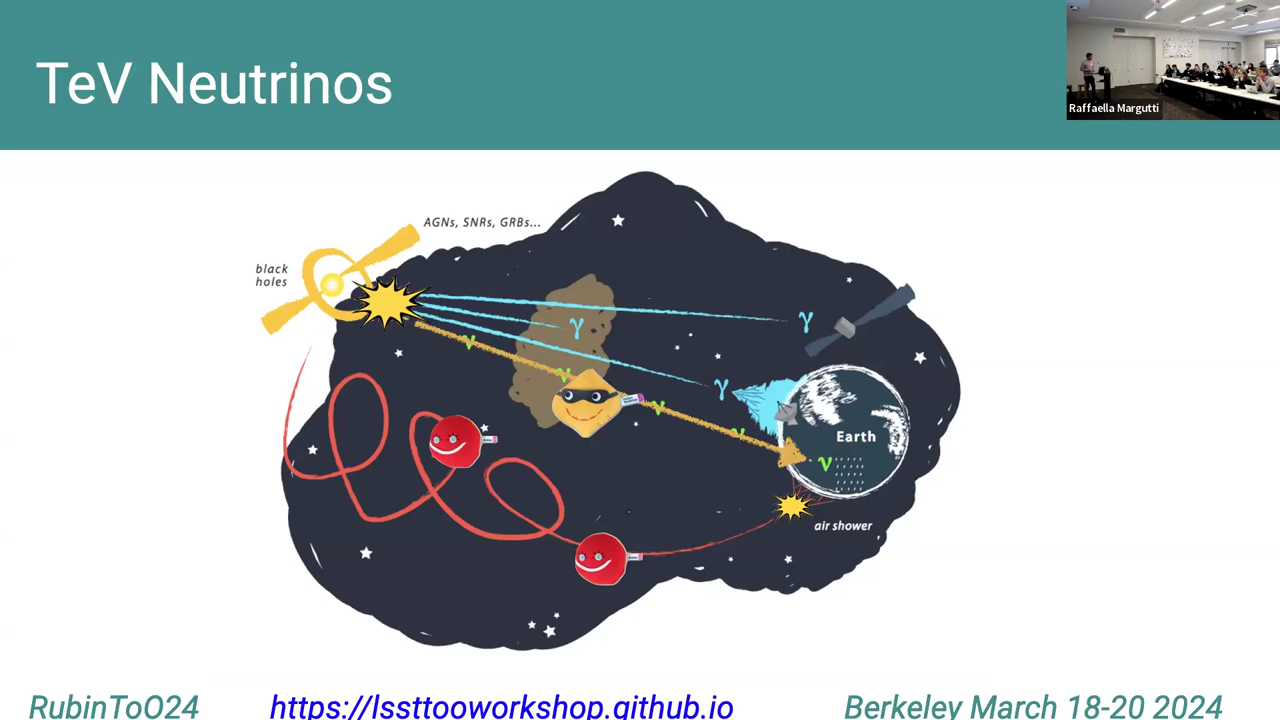 TeV Neutrinos
Raffaella Margutti
AGNs, SNRs, GRBs...
black
holes
γ
γ
γ
ν
ν
ν
ν
ν
Earth
air shower
RubinToO24
https://lssttooworkshop.github.io
Berkeley March 18-20 2024